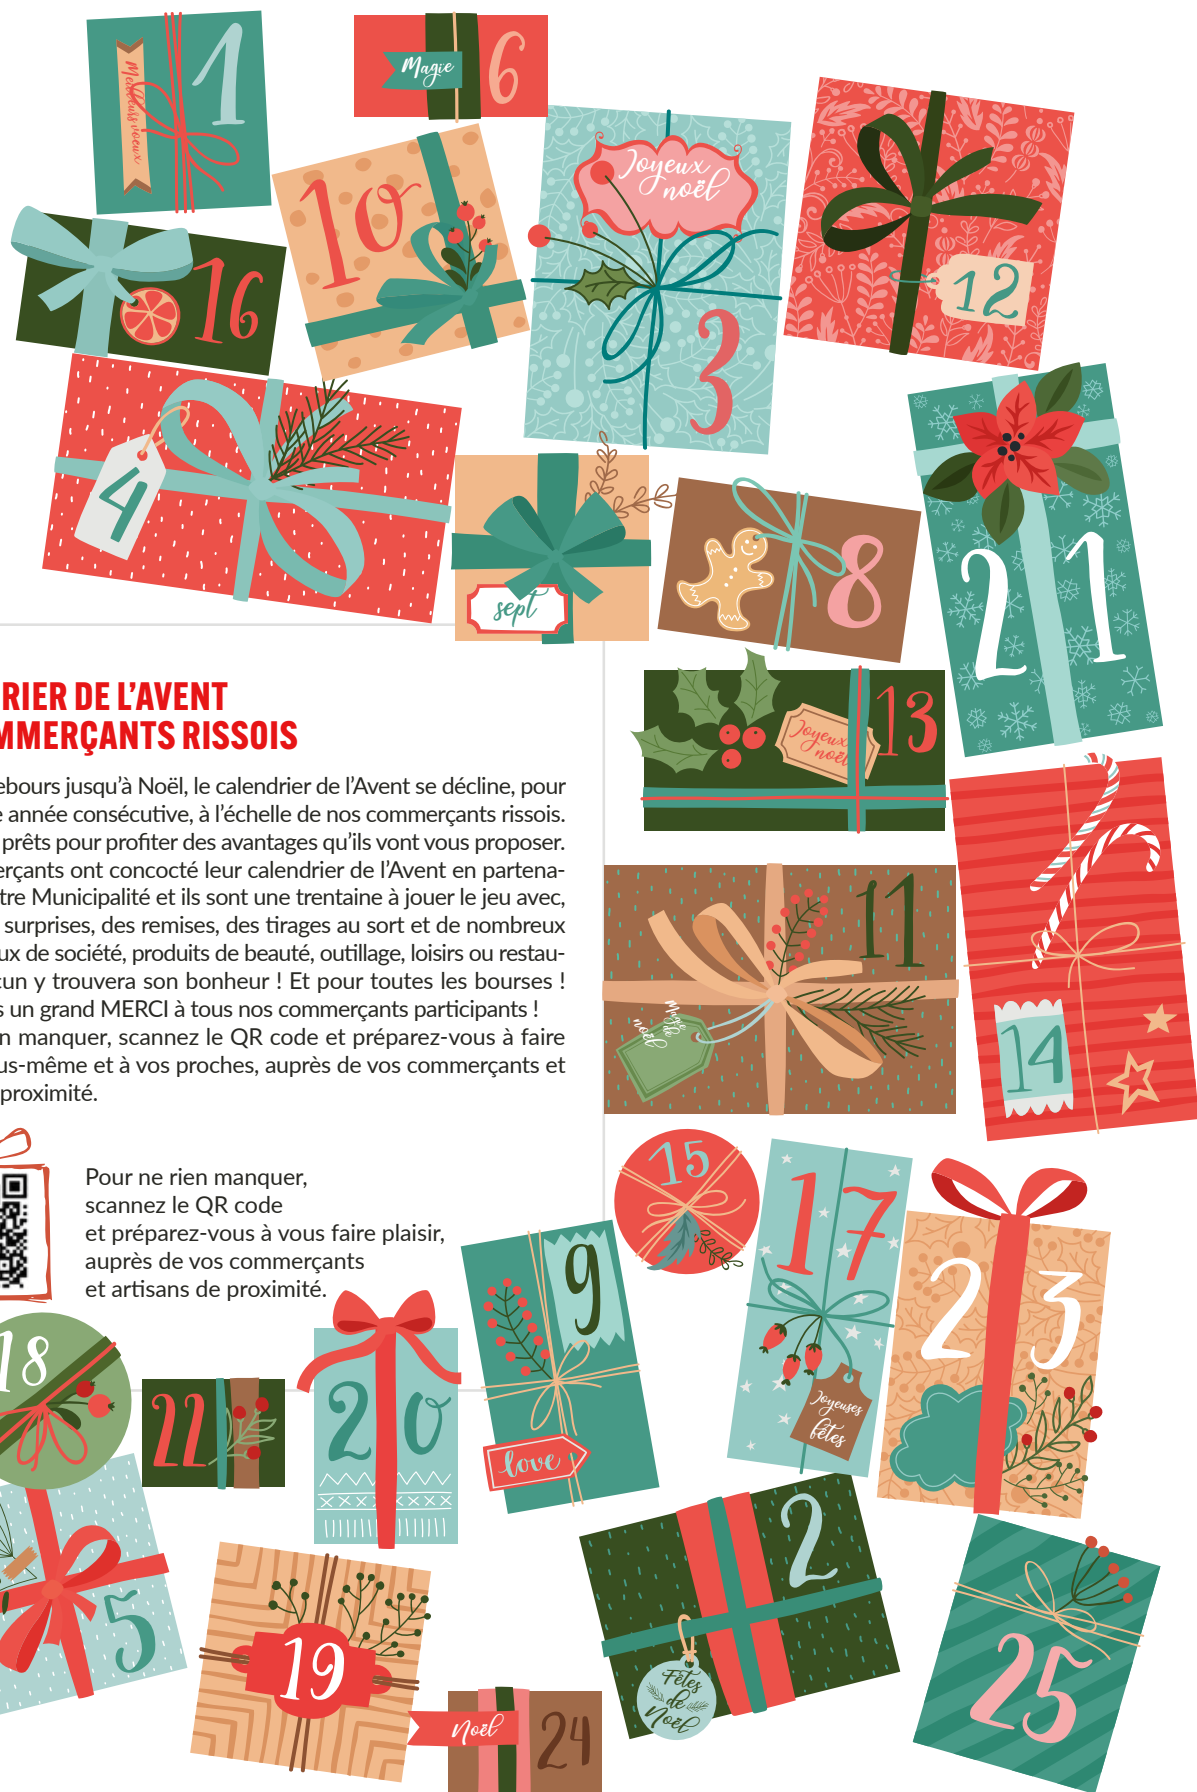 1
Meilleurs voeux
6
Magie
10
16
Joyeux
noël
3
12
4
sept
8
21
RIER DE L’AVENT
MMERÇANTS RISSOIS
ebours jusqu’à Noël, le calendrier de l’Avent se décline, pour
e année consécutive, à l’échelle de nos commerçants rissois.
prêts pour profiter des avantages qu’ils vont vous proposer.
erçants ont concocté leur calendrier de l’Avent en partena-
tre Municipalité et ils sont une trentaine à jouer le jeu avec,
surprises, des remises, des tirages au sort et de nombreux
ux de société, produits de beauté, outillage, loisirs ou restau-
cun y trouvera son bonheur ! Et pour toutes les bourses !
s un grand MERCI à tous nos commerçants participants !
n manquer, scannez le QR code et préparez-vous à faire
us-même et à vos proches, auprès de vos commerçants et
proximité.
Pour ne rien manquer,
scannez le QR code
et préparez-vous à vous faire plaisir,
auprès de vos commerçants
et artisans de proximité.
13
Joyeux
noël
11
Magie
de
noël
14
15
17
Joyeuses
fêtes
23
9
love
18
22
20
5
19
Noël
24
2
Fêtes
de
Noël
25